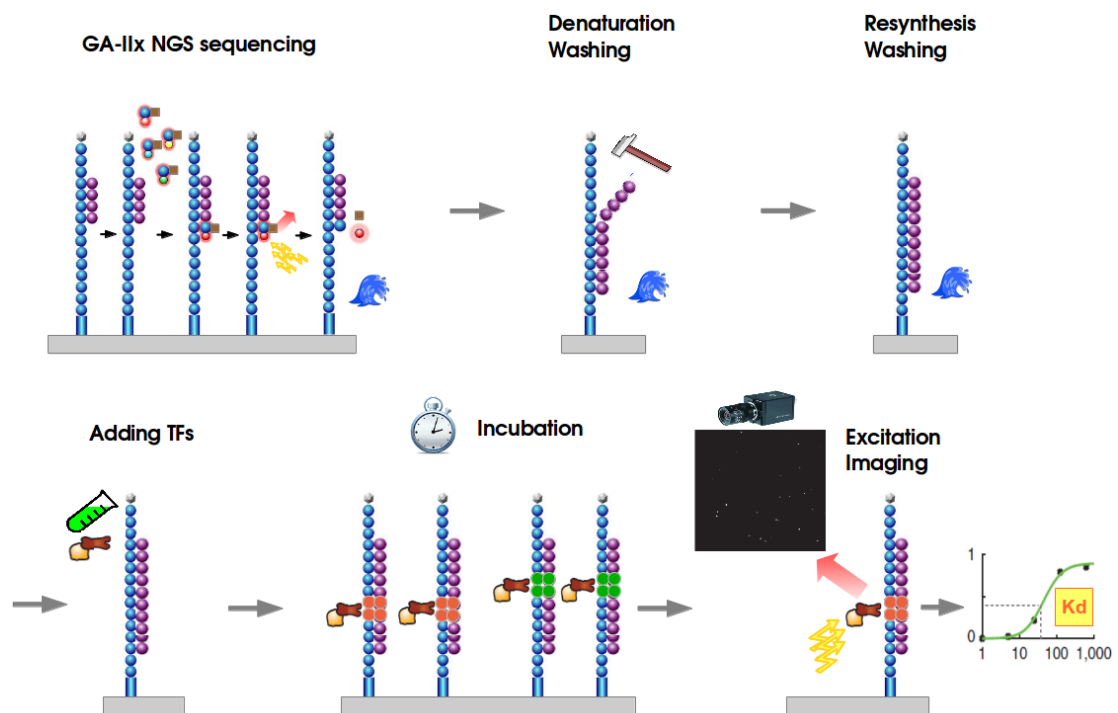 GA-IIx NGS sequencing
Denaturation
Washing
Resynthesis
Washing
Adding TFs
Incubation
Excitation
Imaging
1
Kd
0
1 10 100 1,000